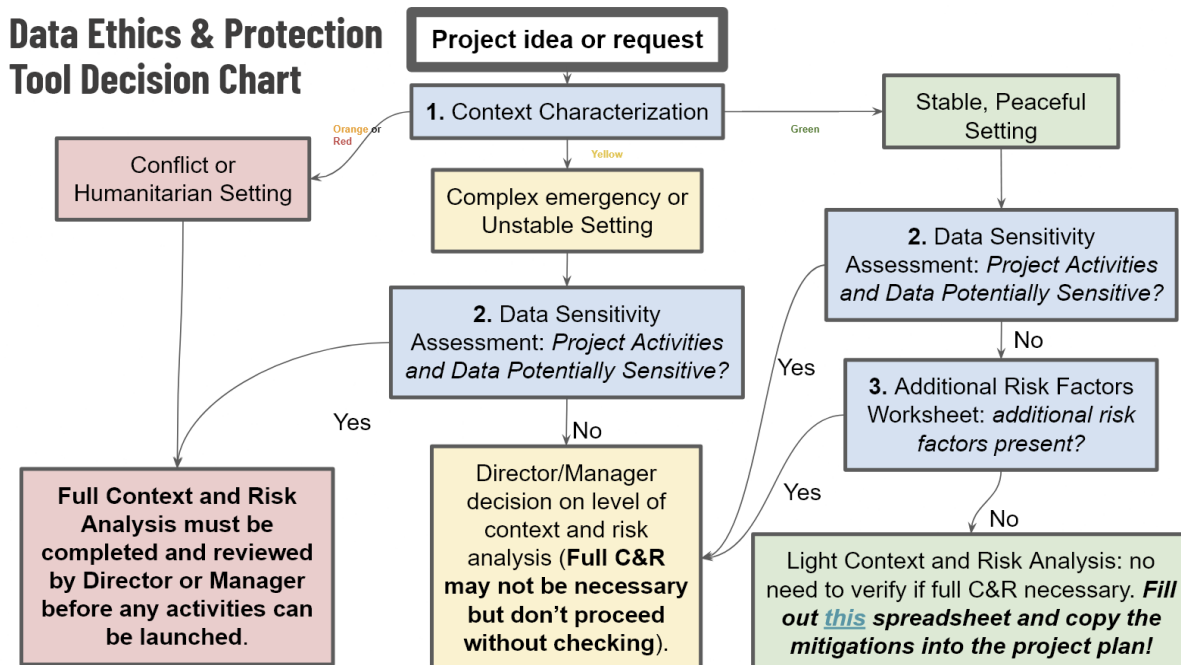 Data Ethics & Protection
Tool Decision Chart
Project idea or request
1. Context Characterization
Orange or
Red
Yellow
Green
Stable, Peaceful
Setting
Conflict or
Humanitarian Setting
Complex emergency or
Unstable Setting
2. Data Sensitivity
Assessment: Project Activities
and Data Potentially Sensitive?
2. Data Sensitivity
Assessment: Project Activities
and Data Potentially Sensitive?
No
Yes
3. Additional Risk Factors
Worksheet: additional risk
factors present?
Yes
No
Yes
No
Full Context and Risk
Analysis must be
completed and reviewed
by Director or Manager
before any activities can
be launched.
Director/Manager
decision on level of
context and risk
analysis (Full C&R
may not be necessary
but don't proceed
without checking).
Light Context and Risk Analysis: no
need to verify if full C&R necessary. Fill
out this spreadsheet and copy the
mitigations into the project plan!